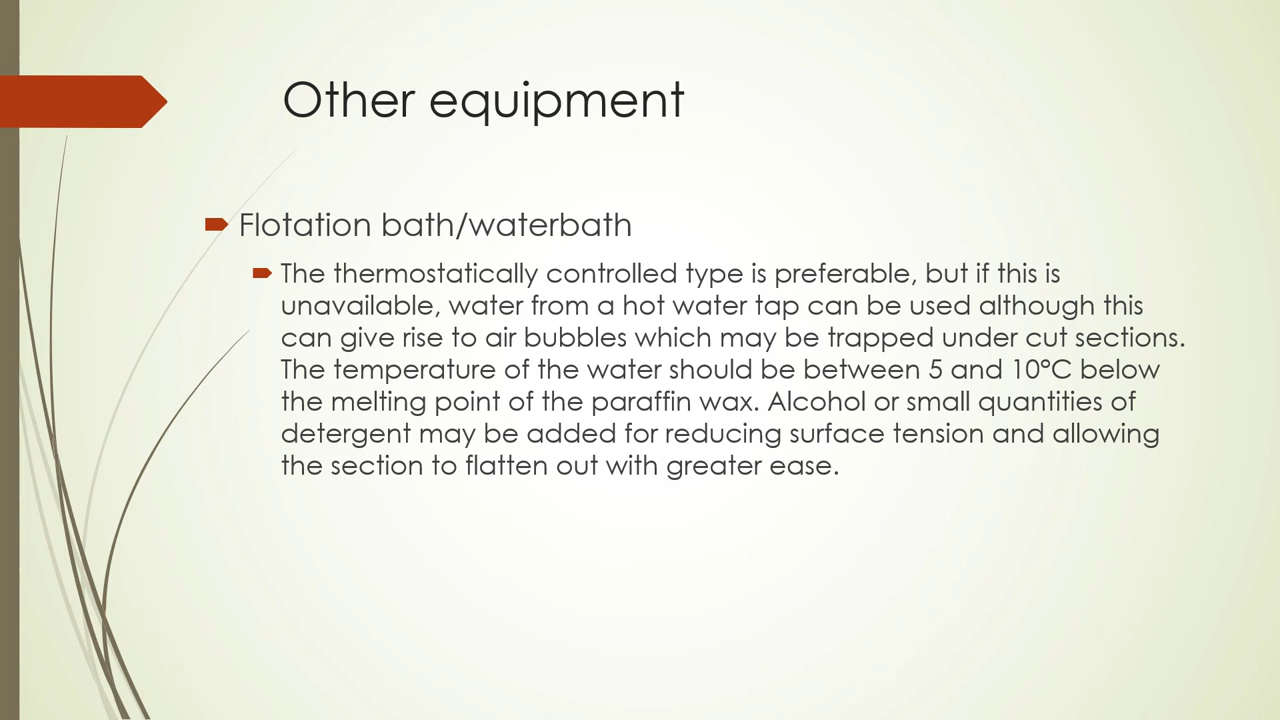 Other equipment
Flotation bath/waterbath
The thermostatically controlled type is preferable, but if this is
unavailable, water from a hot water tap can be used although this
can give rise to air bubbles which may be trapped under cut sections.
The temperature of the water should be between 5 and 10°C below
the melting point of the paraffin wax. Alcohol or small quantities of
detergent may be added for reducing surface tension and allowing
the section to flatten out with greater ease.